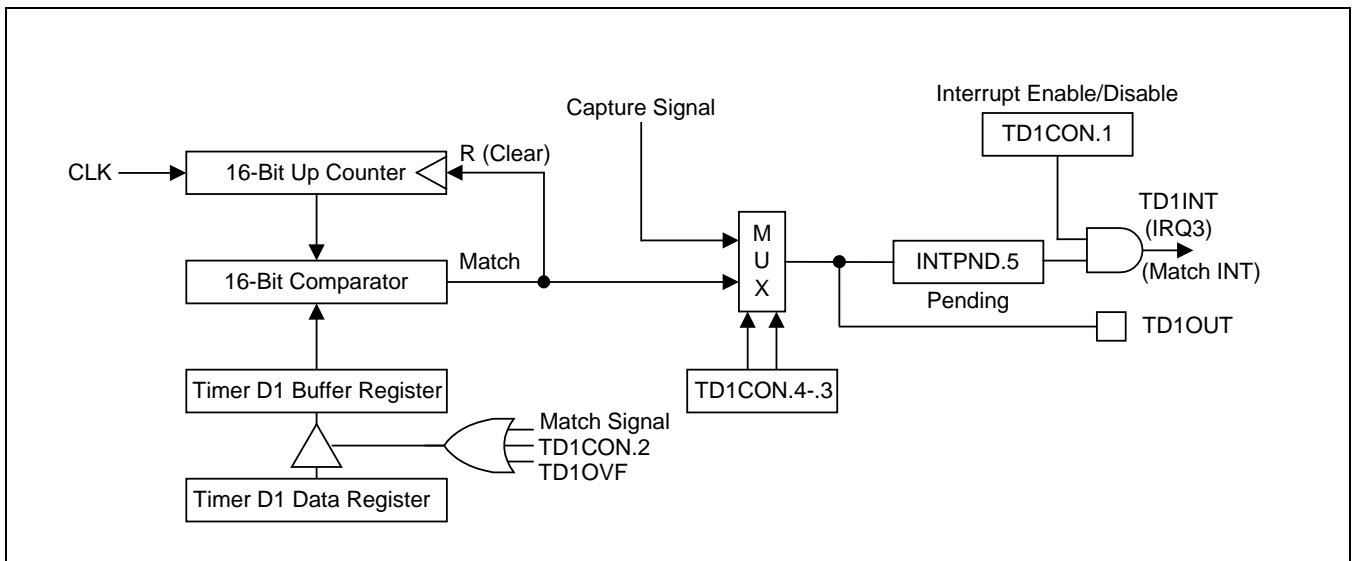 Interrupt Enable/Disable
Capture Signal
TD1CON.1
R (Clear)
CLK
16-Bit Up Counter
TD1INT
(IRQ3)
M
U
X
INTPND.5
(Match INT)
Match
16-Bit Comparator
Pending
TD1OUT
Timer D1 Buffer Register
TD1CON.4-.3
Match Signal
TD1CON.2
TD1OVF
Timer D1 Data Register